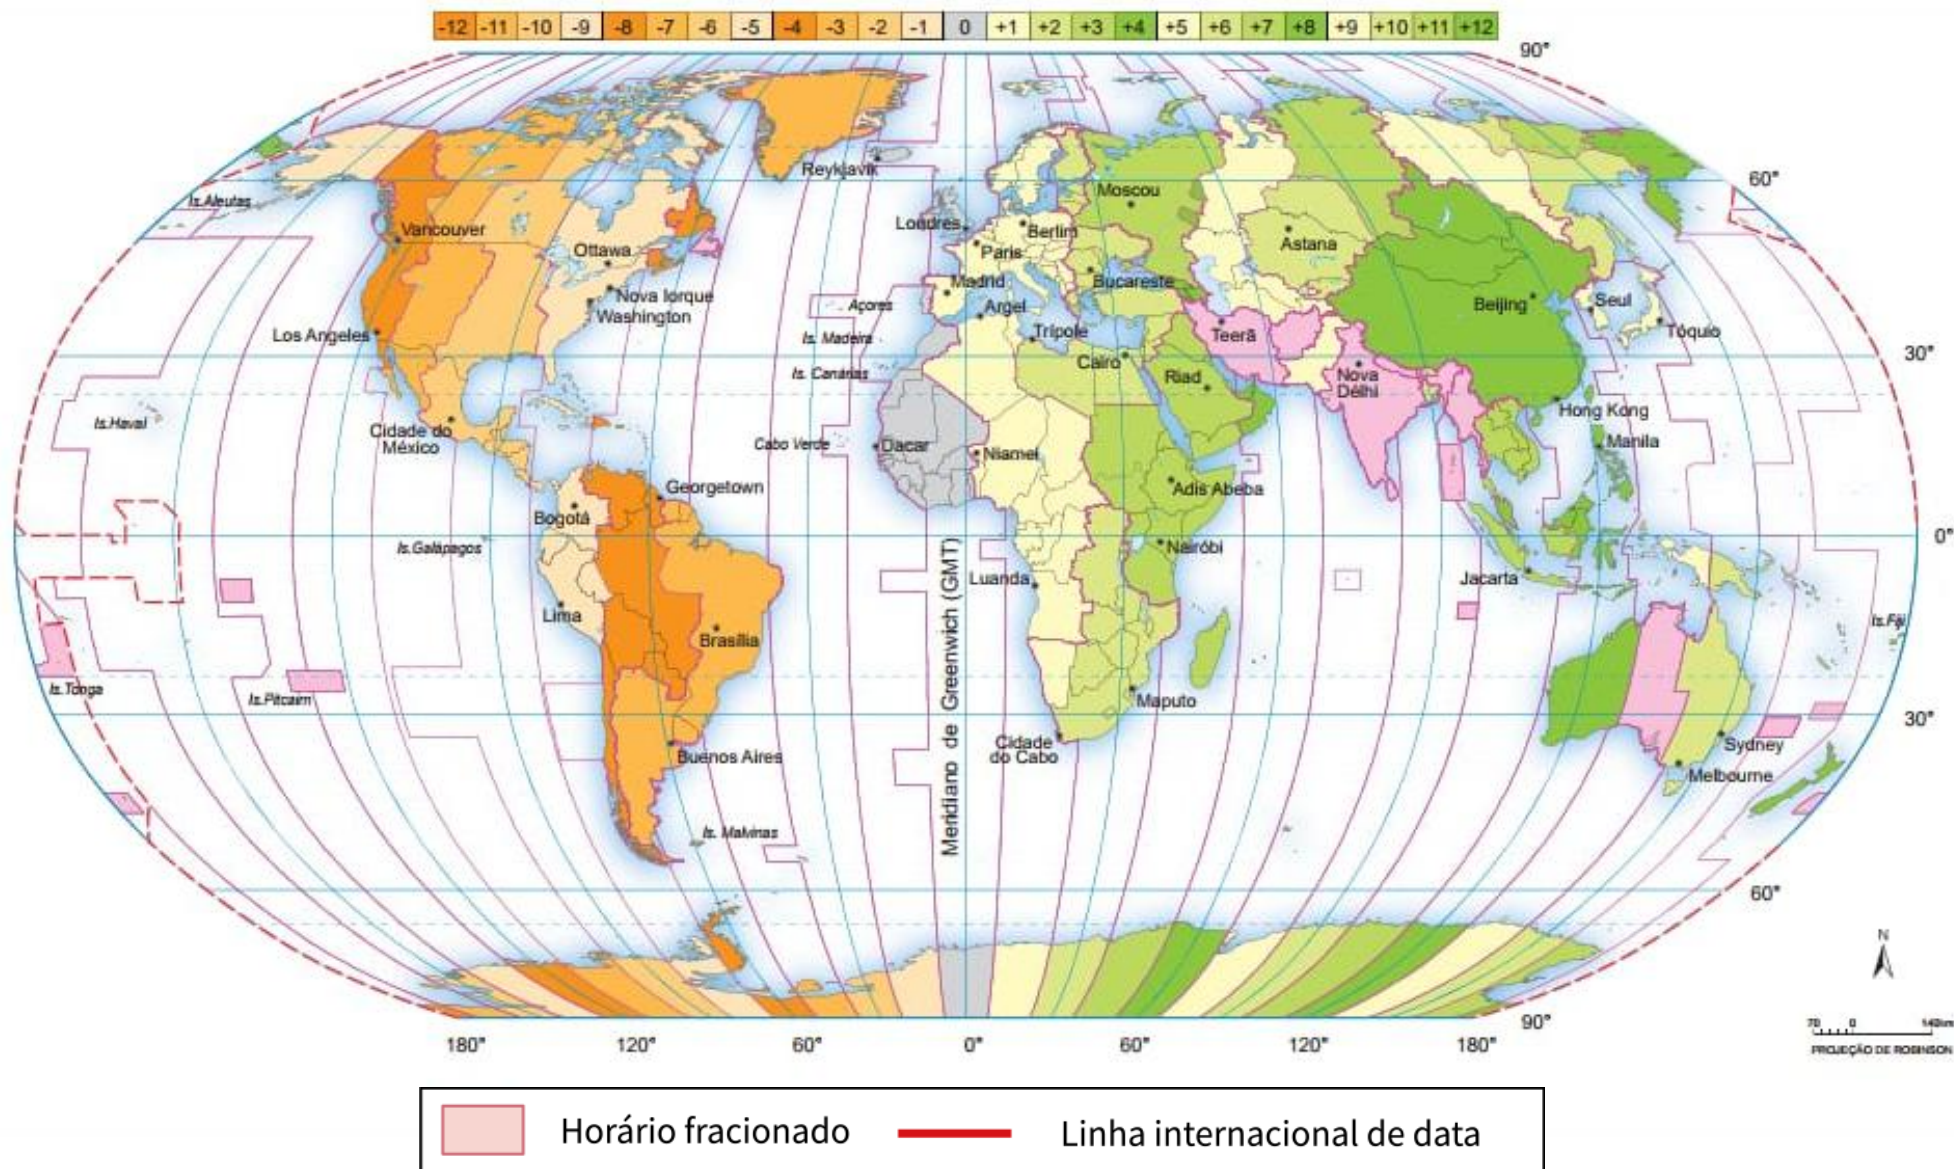 -12 -11 -10 -9 -8 -7 -6 -5 -4 -3 -2 -1 0 +1 +2 +3 +4 +5 +6 +7 +8 +9 +10 +11 +12
90°
60°
30°
0°
30°
60°
90°
Reykjavik
Is.Aleutas
Vancouver
Ottawa
Nova Iorque
Washington
Los Angeles
Is.Havaí
Cidade do
México
Georgetown
Bogotá
Is.Galápagos
Lima
Brasília
Is.Tonga
Is.Pitcairn
Buenos Aires
Is. Malvinas
Londres
Moscou
Berlim
Paris
Astana
Madrid
Bucareste
Açores
Argel
Is. Madeira
Trípole
Is. Canárias
Cairo
Riad
Teerã
Nova
Délhi
Beijing
Seul
Tóquio
Hong Kong
Manila
Cabo Verde
Dacar
Niamei
Adis Abeba
Nairóbi
Luanda
Jacarta
Is.Fiji
Maputo
Cidade
do Cabo
Sydney
Melbourne
Meridiano de Greenwich (GMT)
N
70 0 140km
PROJEÇÃO DE ROBINSON
180° 120° 60° 0° 60° 120° 180°
Horário fracionado
Linha internacional de data